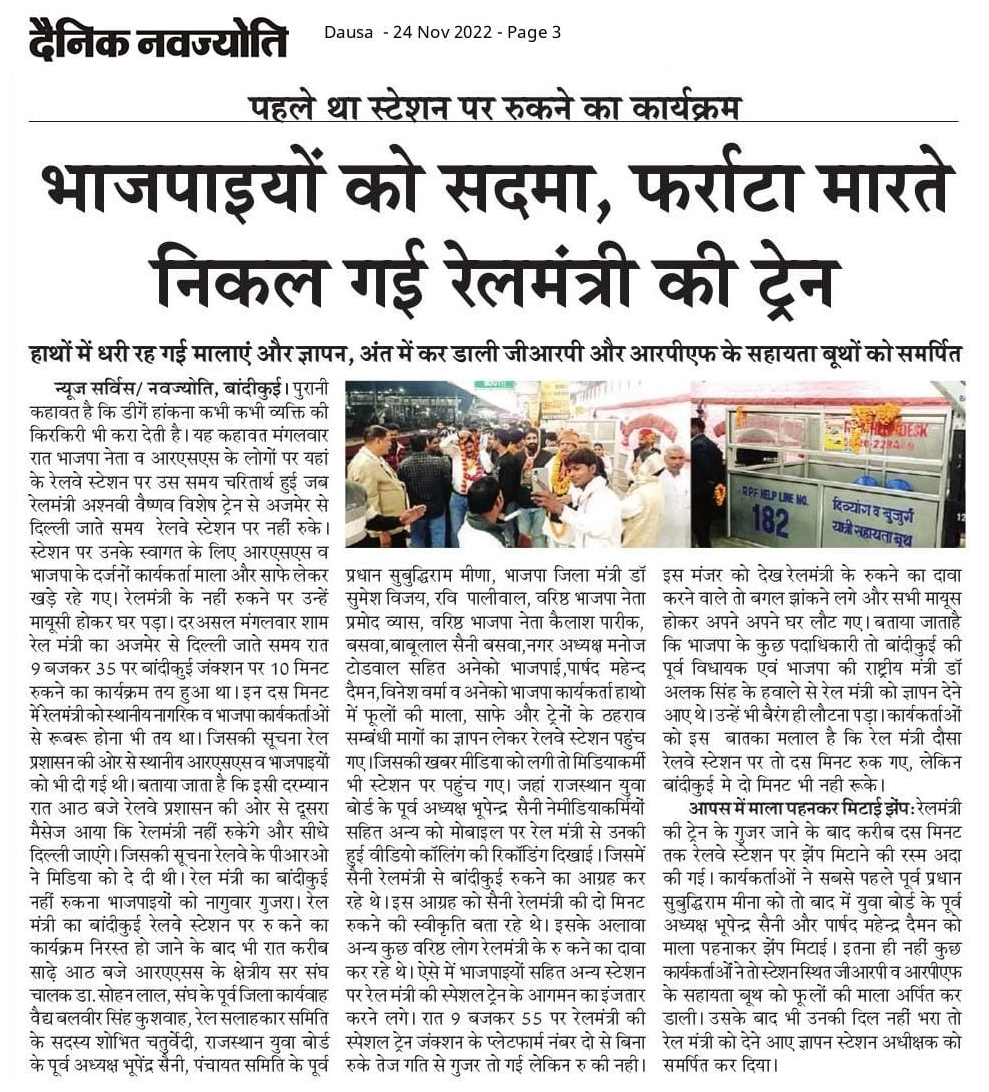 दैनिक नवज्योति
Dausa - 24 Nov 2022 - Page 3
पहले था स्टेशन पर रुकने का कार्यक्रम
भाजपाइयों को सदमा, फर्राटा मारते
निकल गई रेलमंत्री की ट्रेन
हाथों में धरी रह गई मालाएं और ज्ञापन, अंत में कर डाली जीआरपी और आरपीएफ के सहायता बूथों को समर्पित
न्यूज सर्विस/ नवज्योति, बांदीकुई। पुरानी
कहावत है कि डीगें हांकना कभी कभी व्यक्ति की
किरकिरी भी करा देती है। यह कहावत मंगलवार
रात भाजपा नेता व आरएसएस के लोगों पर यहां
के रेलवे स्टेशन पर उस समय चरितार्थ हुई जब
रेलमंत्री अश्नवी वैष्णव विशेष ट्रेन से अजमेर से
दिल्ली जाते समय रेलवे स्टेशन पर नहीं रुके।
स्टेशन पर उनके स्वागत के लिए आरएसएस व
भाजपा के दर्जनों कार्यकर्ता माला और साफे लेकर
खड़े रह गए। रेलमंत्री के नहीं रुकने पर उन्हें
मायूसी होकर घर पड़ा। दरअसल मंगलवार शाम
रेल मंत्री का अजमेर से दिल्ली जाते समय रात
9 बजकर 35 पर बांदीकुई जंक्शन पर 10 मिनट
रुकने का कार्यक्रम तय हुआ था। इन दस मिनट
में रेलमंत्री को स्थानीय नागरिक व भाजपा कार्यकर्ताओं
से रूबरू होना भी तय था। जिसकी सूचना रेल
प्रशासन की ओर से स्थानीय आरएसएस व भाजपाइयों
को भी दी गई थी। बताया जाता है कि इसी दरम्यान
रात आठ बजे रेलवे प्रशासन की ओर से दूसरा
मैसेज आया कि रेलमंत्री नहीं रुकेंगे और सीधे
दिल्ली जाएंगे। जिसकी सूचना रेलवे के पीआरओ
ने मिडिया को दे दी थी। रेल मंत्री का बांदीकुई
नहीं रुकना भाजपाइयों को नागुवार गुजरा। रेल
मंत्री का बांदीकुई रेलवे स्टेशन पर रु कने का
कार्यक्रम निरस्त हो जाने के बाद भी रात करीब
साढ़े आठ बजे आरएएसस के क्षेत्रीय सर संघ
चालक डा. सोहन लाल, संघ के पूर्व जिला कार्यवाह
वैद्य बलवीर सिंह कुशवाह, रेल सलाहकार समिति
के सदस्य शोभित चतुर्वेदी, राजस्थान युवा बोर्ड
के पूर्व अध्यक्ष भूपेंद्र सैनी, पंचायत समिति के पूर्व
SOUTH
HELP DESK
RPF HELP LINE NO.
182
दिव्यांग व बुजुर्ग
यात्री सहायता बूथ
12
प्रधान सुबुद्धिराम मीणा, भाजपा जिला मंत्री डॉ
सुमेश विजय, रवि पालीवाल, वरिष्ठ भाजपा नेता
प्रमोद व्यास, वरिष्ठ भाजपा नेता कैलाश पारीक,
बसवा,बाबूलाल सैनी बसवा,नगर अध्यक्ष मनोज
टोडवाल सहित अनेको भाजपाई,पार्षद महेन्द
दैमन,विनेश वर्मा व अनेको भाजपा कार्यकर्ता हाथो
में फूलों की माला, साफे और ट्रेनों के ठहराव
सम्बंधी मागों का ज्ञापन लेकर रेलवे स्टेशन पहुंच
गए। जिसकी खबर मीडिया को लगी तो मिडियाकर्मी
भी स्टेशन पर पहुंच गए। जहां राजस्थान युवा
बोर्ड के पूर्व अध्यक्ष भूपेन्द्र सैनी नेमीडियाकर्मियों
सहित अन्य को मोबाइल पर रेल मंत्री से उनकी
हुई वीडियो कॉलिंग की रिकॉडिंग दिखाई। जिसमें
सैनी रेलमंत्री से बांदीकुई रुकने का आग्रह कर
रहे थे। इस आग्रह को सैनी रेलमंत्री की दो मिनट
रुकने की स्वीकृति बता रहे थे। इसके अलावा
अन्य कुछ वरिष्ठ लोग रेलमंत्री के रु कने का दावा
कर रहे थे। ऐसे में भाजपाइयों सहित अन्य स्टेशन
पर रेल मंत्री की स्पेशल ट्रेन के आगमन का इंजतार
करने लगे। रात 9 बजकर 55 पर रेलमंत्री की
स्पेशल ट्रेन जंक्शन के प्लेटफार्म नंबर दो से बिना
रुके तेज गति से गुजर तो गई लेकिन रु की नही।
इस मंजर को देख रेलमंत्री के रुकने का दावा
करने वाले तो बगल झांकने लगे और सभी मायूस
होकर अपने अपने घर लौट गए। बताया जाताहै
कि भाजपा के कुछ पदाधिकारी तो बांदीकुई की
पूर्व विधायक एवं भाजपा की राष्ट्रीय मंत्री डॉ
अलक सिंह के हवाले से रेल मंत्री को ज्ञापन देने
आए थे। उन्हें भी बैरंग ही लौटना पड़ा। कार्यकर्ताओं
को इस बातका मलाल है कि रेल मंत्री दौसा
रेलवे स्टेशन पर तो दस मिनट रुक गए, लेकिन
बांदीकुई मे दो मिनट भी नही रूके।
आपस में माला पहनकर मिटाई झेंप: रेलमंत्री
की ट्रेन के गुजर जाने के बाद करीब दस मिनट
तक रेलवे स्टेशन पर झेंप मिटाने की रस्म अदा
की गई। कार्यकर्ताओं ने सबसे पहले पूर्व प्रधान
सुबुद्धिराम मीना को तो बाद में युवा बोर्ड के पूर्व
अध्यक्ष भूपेन्द्र सैनी और पार्षद महेन्द्र दैमन को
माला पहनाकर झेंप मिटाई। इतना ही नहीं कुछ
कार्यकर्ताओं ने तो स्टेशन स्थित जीआरपी व आरपीएफ
के सहायता बूथ को फूलों की माला अर्पित कर
डाली। उसके बाद भी उनकी दिल नहीं भरा तो
रेल मंत्री को देने आए ज्ञापन स्टेशन अधीक्षक को
समर्पित कर दिया।